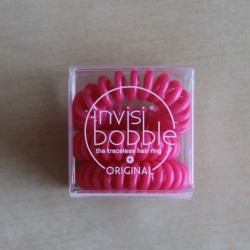 invisi
bobble
the traceless hair ring
ORIGINAL